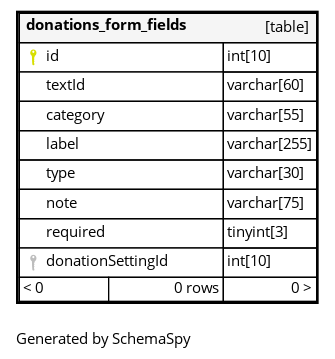 donations_form_fields [table]
id int[10]
textId varchar[60]
category varchar[55]
label varchar[255]
type varchar[30]
note varchar[75]
required tinyint[3]
donationSettingId int[10]
< 0 0 rows 0 >
Generated by SchemaSpy